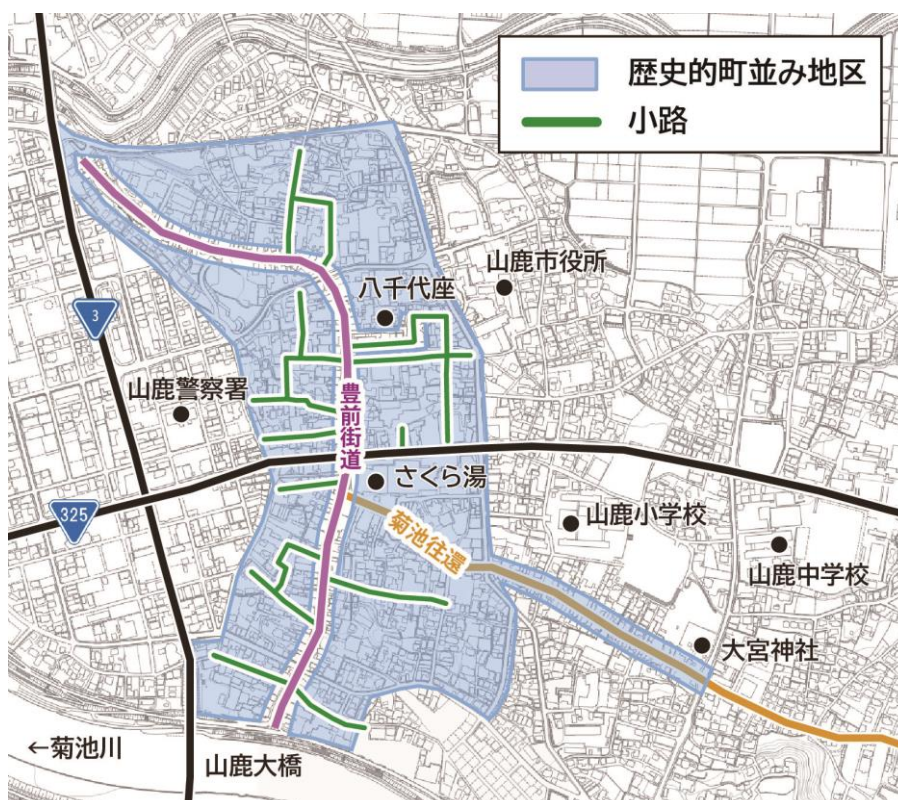 歴史的町並み地区
小路
山鹿市役所
八千代座
3
山鹿警察署
豊前街道
さくら湯
325
菊池往還
山鹿小学校
山鹿中学校
大宮神社
←菊池川
山鹿大橋